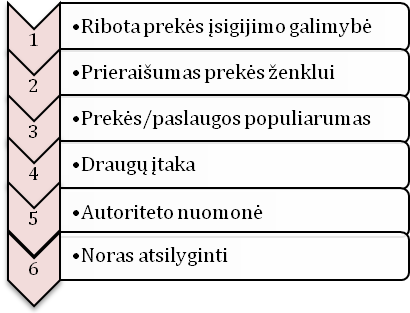 1 •Ribota prekės įsigijimo galimybė
2 •Prieraišumas prekės ženklui
3 •Prekės/paslaugos populiarumas
4 •Draugų įtaka
5 •Autoriteto nuomonė
6 •Noras atsilyginti